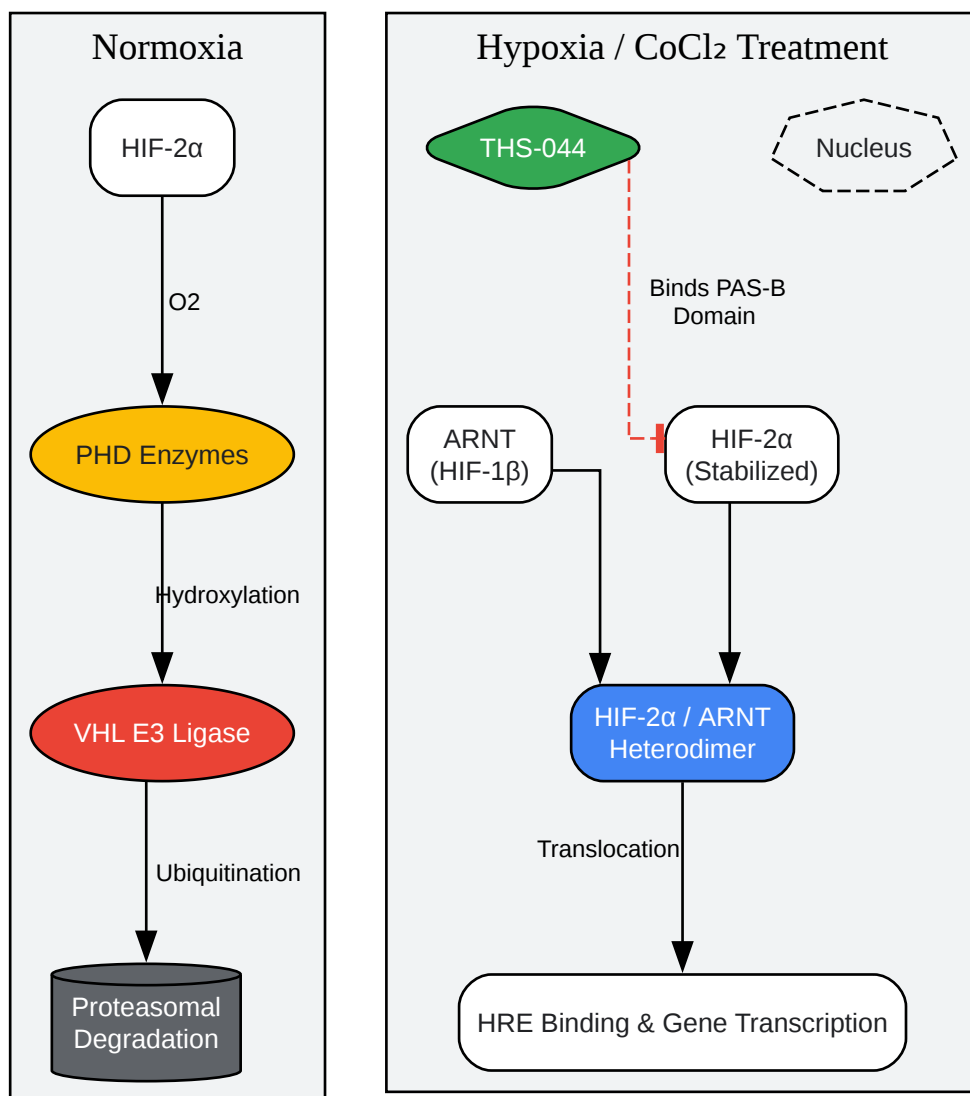 Normoxia
HIF-2α
O2
PHD Enzymes
Hydroxylation
VHL E3 Ligase
Ubiquitination
Proteasomal
Degradation
Hypoxia / CoCl₂ Treatment
THS-044
Nucleus
Binds PAS-B
Domain
ARNT
(HIF-1β)
HIF-2α
(Stabilized)
HIF-2α / ARNT
Heterodimer
Translocation
HRE Binding & Gene Transcription